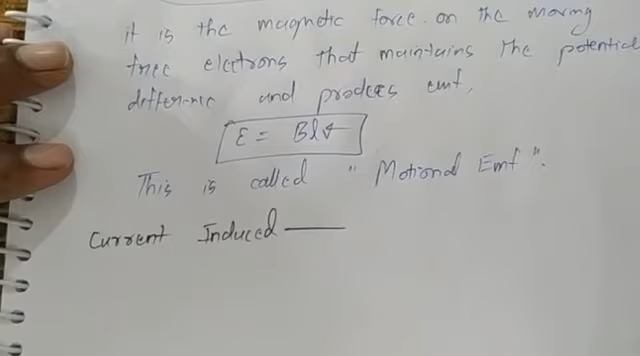 it is the magnetic force on the moving
free electrons that maintains the potential
difference and produces emf,
ε = Blv
This is called "Motional Emf".
Current Induced —